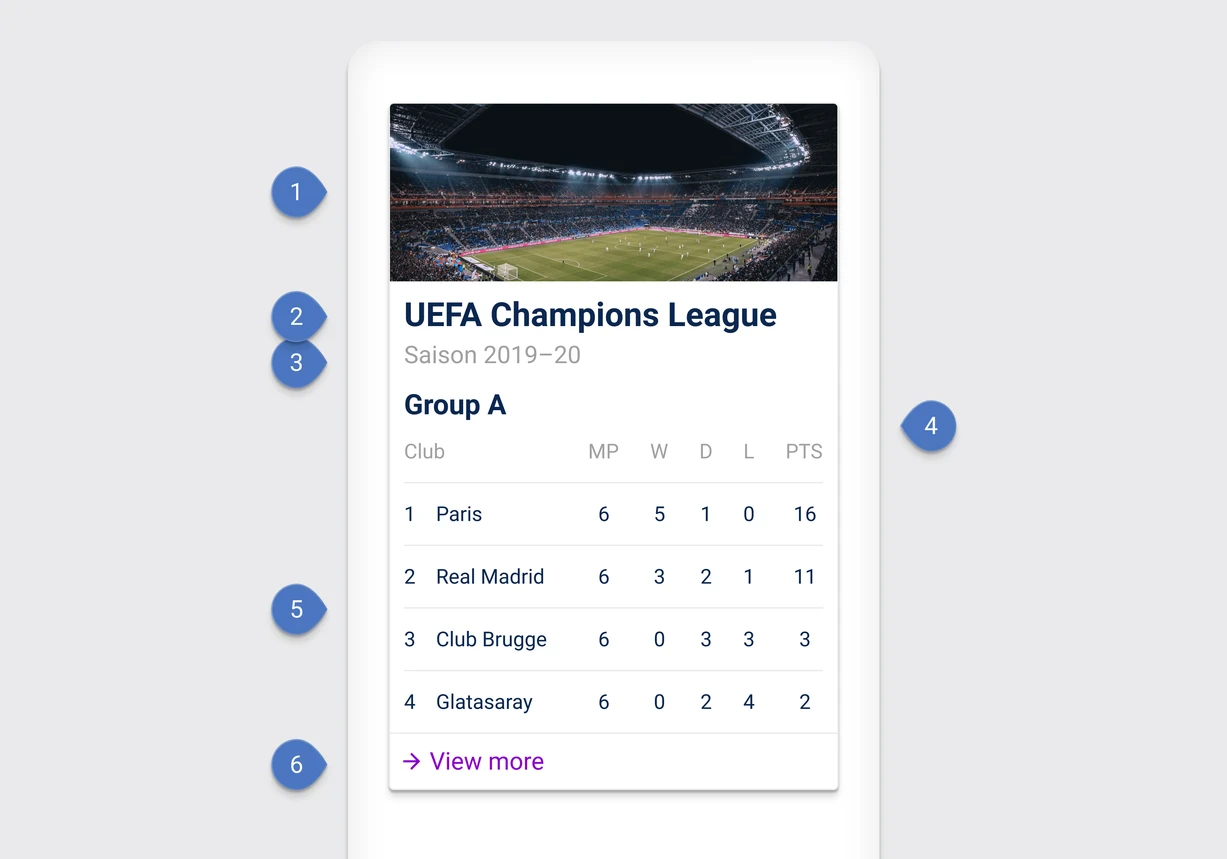 1
2
3
4
5
6
UEFA Champions League
Saison 2019–20
Group A
Club MP W D L PTS
1 Paris 6 5 1 0 16
2 Real Madrid 6 3 2 1 11
3 Club Brugge 6 0 3 3 3
4 Glatasaray 6 0 2 4 2
→ View more